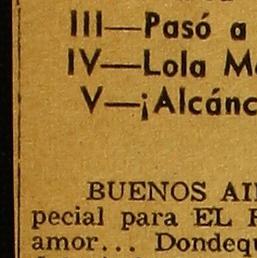 III—Pasó a
IV—Lola M
V—¡Alcánc
BUENOS AI
pecial para EL
amor... Dondequ